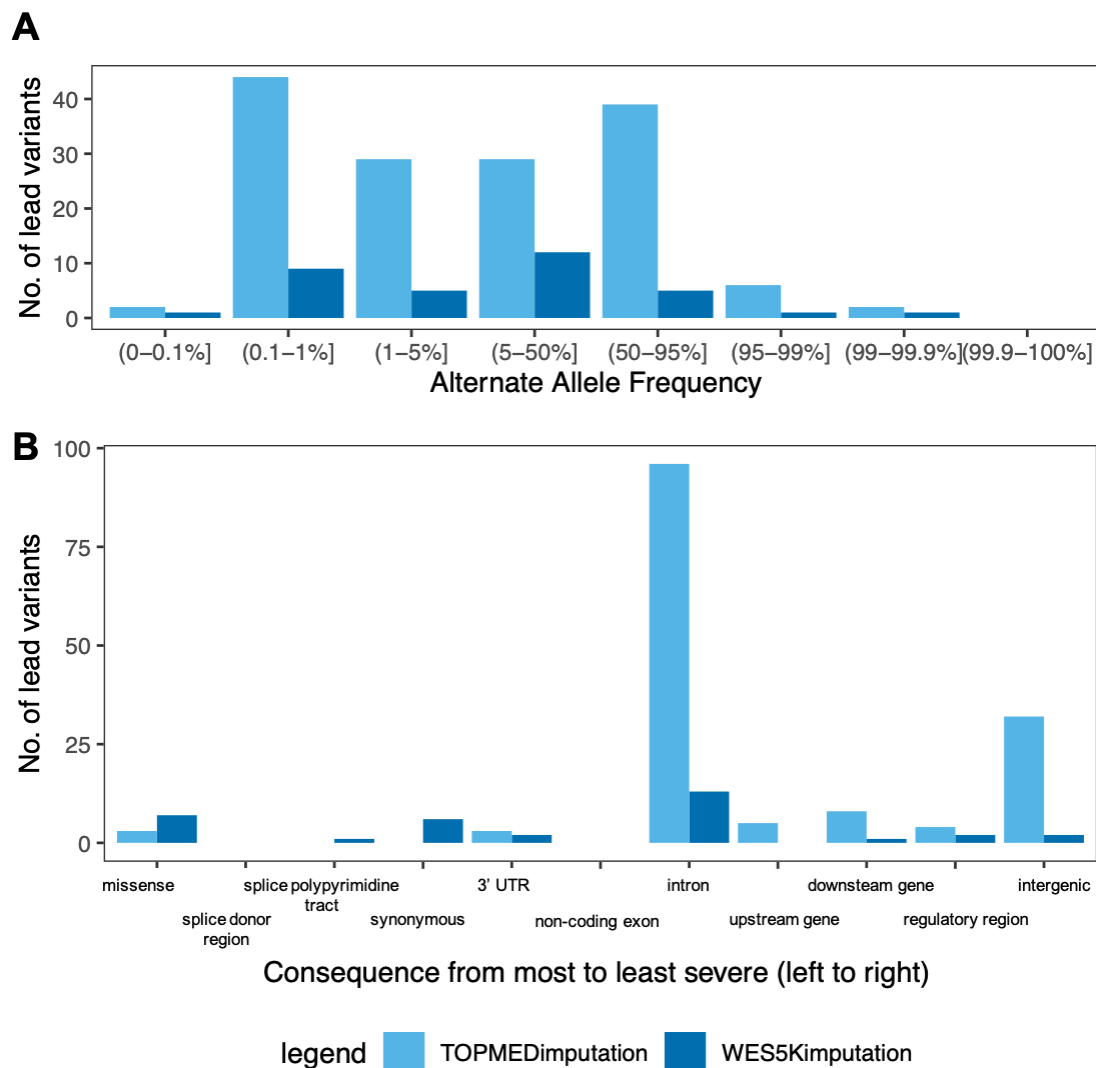 A
No. of lead variants
40
30
20
10
0
(0–0.1%] (0.1–1%] (1–5%] (5–50%] (50–95%] (95–99%] (99–99.9%] (99.9–100%]
Alternate Allele Frequency
B
No. of lead variants
100
75
50
25
0
missense splice polypyrimidine 3' UTR intron downsteam gene intergenic
tract
splice donor synonymous non-coding exon upstream gene regulatory region
region
Consequence from most to least severe (left to right)
legend TOPMEDimputation WES5Kimputation